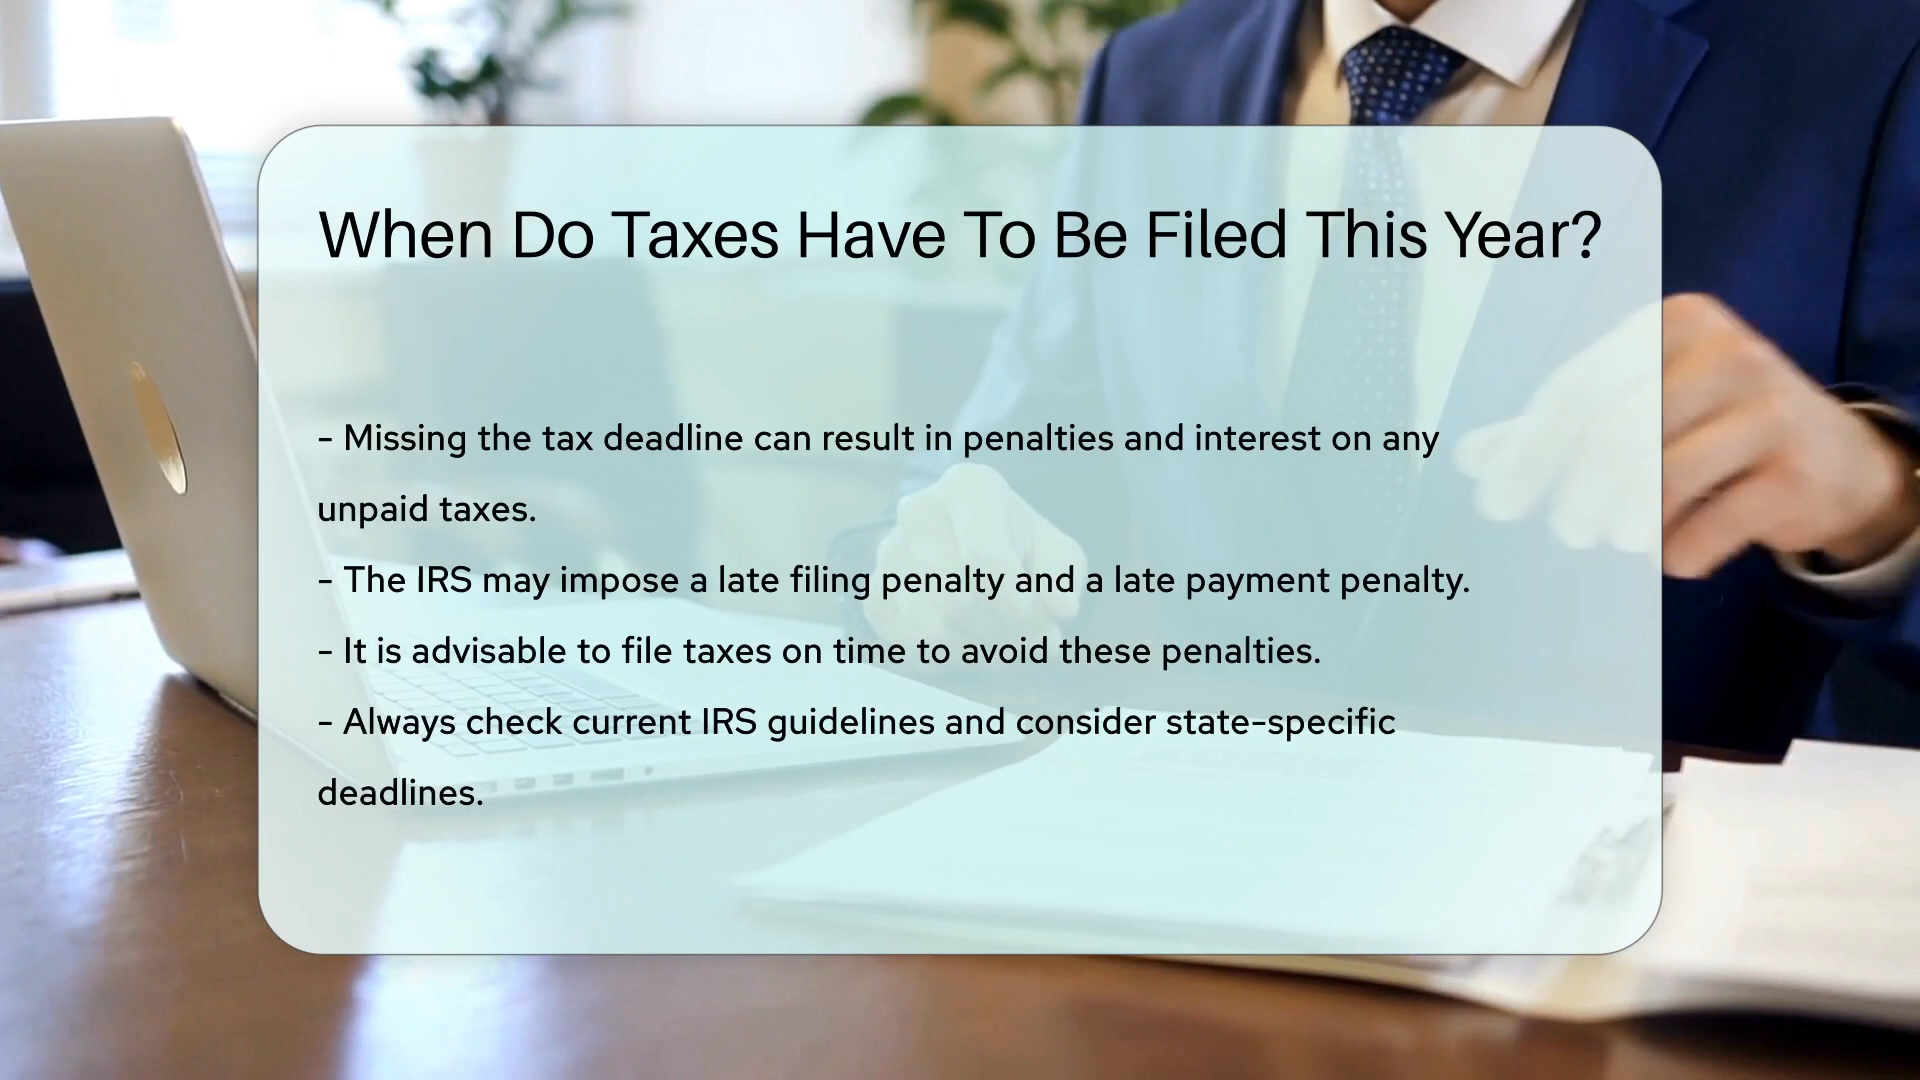 When Do Taxes Have To Be Filed This Year?
- Missing the tax deadline can result in penalties and interest on any
unpaid taxes.
- The IRS may impose a late filing penalty and a late payment penalty.
- It is advisable to file taxes on time to avoid these penalties.
- Always check current IRS guidelines and consider state-specific
deadlines.